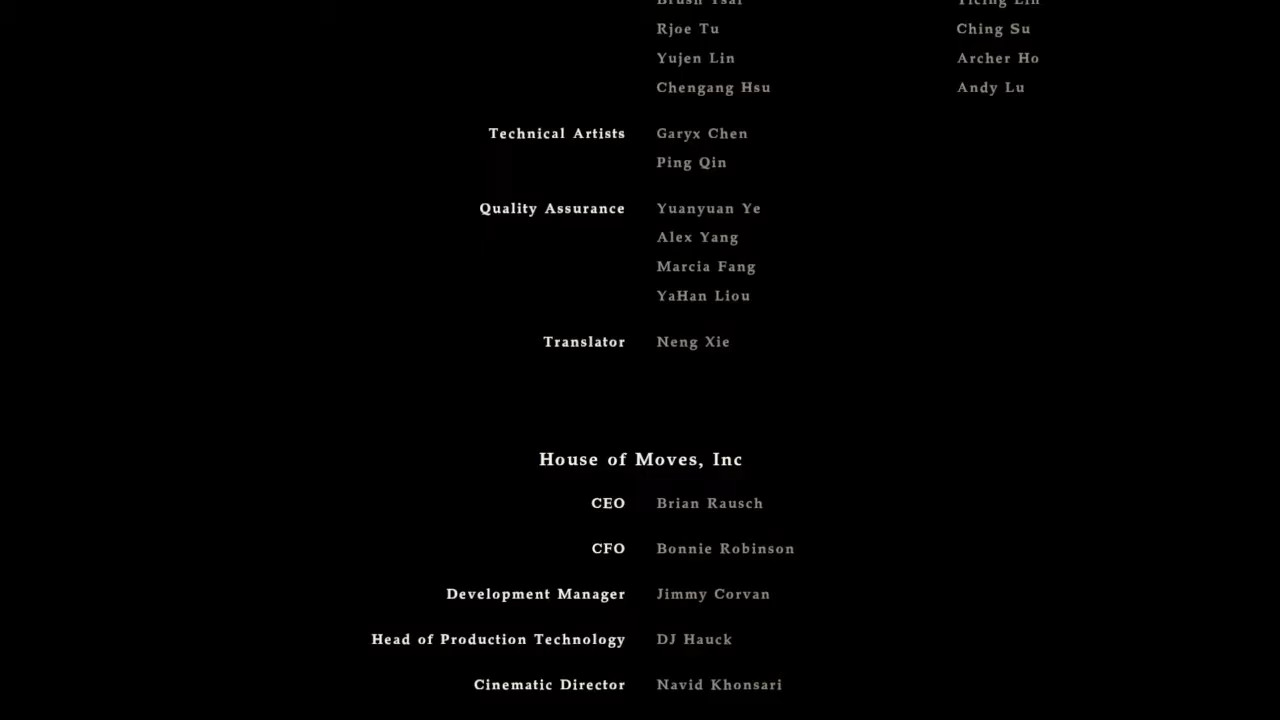 Rjoe Tu Ching Su
Yujen Lin Archer Ho
Chengang Hsu Andy Lu
Technical Artists Garyx Chen
Ping Qin
Quality Assurance Yuanyuan Ye
Alex Yang
Marcia Fang
YaHan Liou
Translator Neng Xie
House of Moves, Inc
CEO Brian Rausch
CFO Bonnie Robinson
Development Manager Jimmy Corvan
Head of Production Technology DJ Hauck
Cinematic Director Navid Khonsari